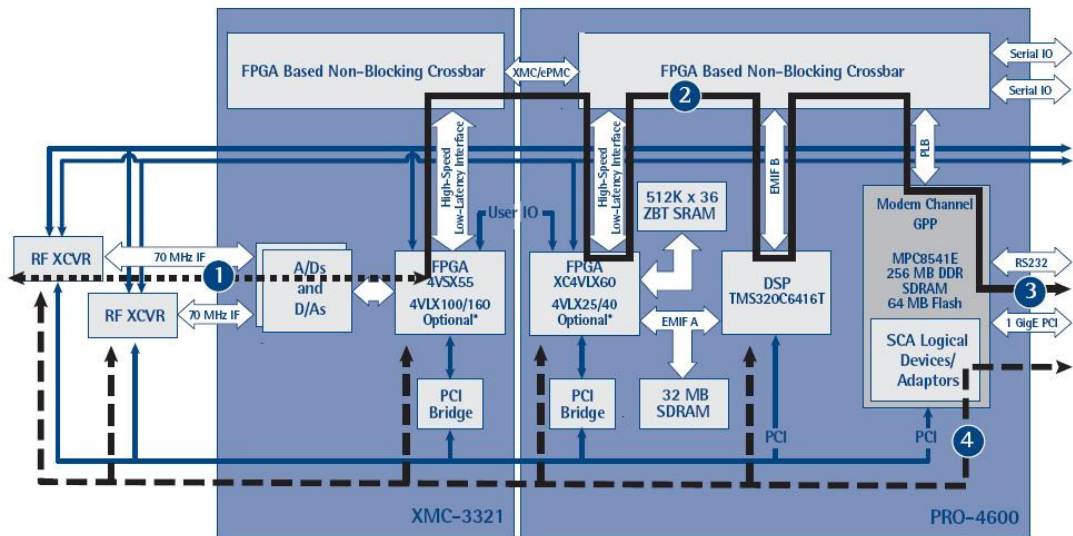 FPGA Based Non-Blocking Crossbar
XMC/ePMC
FPGA Based Non-Blocking Crossbar
Serial IO
Serial IO
2
High-Speed
Low-Latency Interface
High-Speed
Low-Latency Interface
EMIF B
PLB
512K x 36
ZBT SRAM
User IO
Modem Channel
GPP
MPC8541E
256 MB DDR
SDRAM
64 MB Flash
RF XCVR
70 MHz IF
1
A/Ds
and
D/As
FPGA
4VSX55
4VLX100/160
Optional*
FPGA
XC4VLX60
4VLX25/40
Optional*
DSP
TMS320C6416T
RS232
3
RF XCVR
70 MHz IF
EMIF A
1 GigE PCI
SCA Logical
Devices/
Adaptors
PCI
Bridge
PCI
Bridge
32 MB
SDRAM
PCI
PCI
4
XMC-3321
PRO-4600